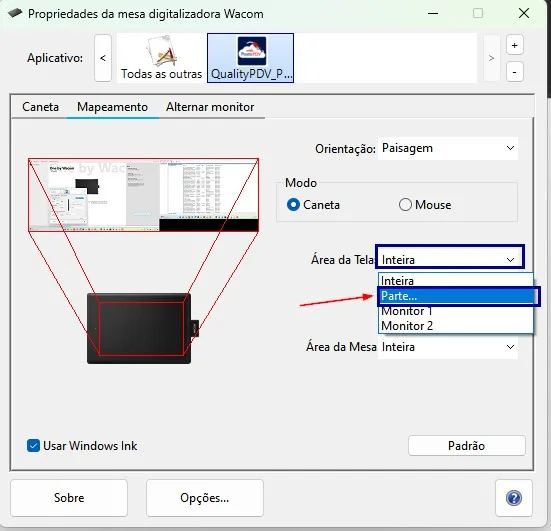 Propriedades da mesa digitalizadora Wacom
Aplicativo:
<
Todas as outras
QualityPDV_P...
>
+
-
Caneta
Mapeamento
Alternar monitor
Orientação:
Paisagem
Modo
Caneta
Mouse
Área da Tela
Inteira
Inteira
Parte...
Monitor 1
Monitor 2
Área da Mesa
Inteira
Usar Windows Ink
Padrão
Sobre
Opções...
?